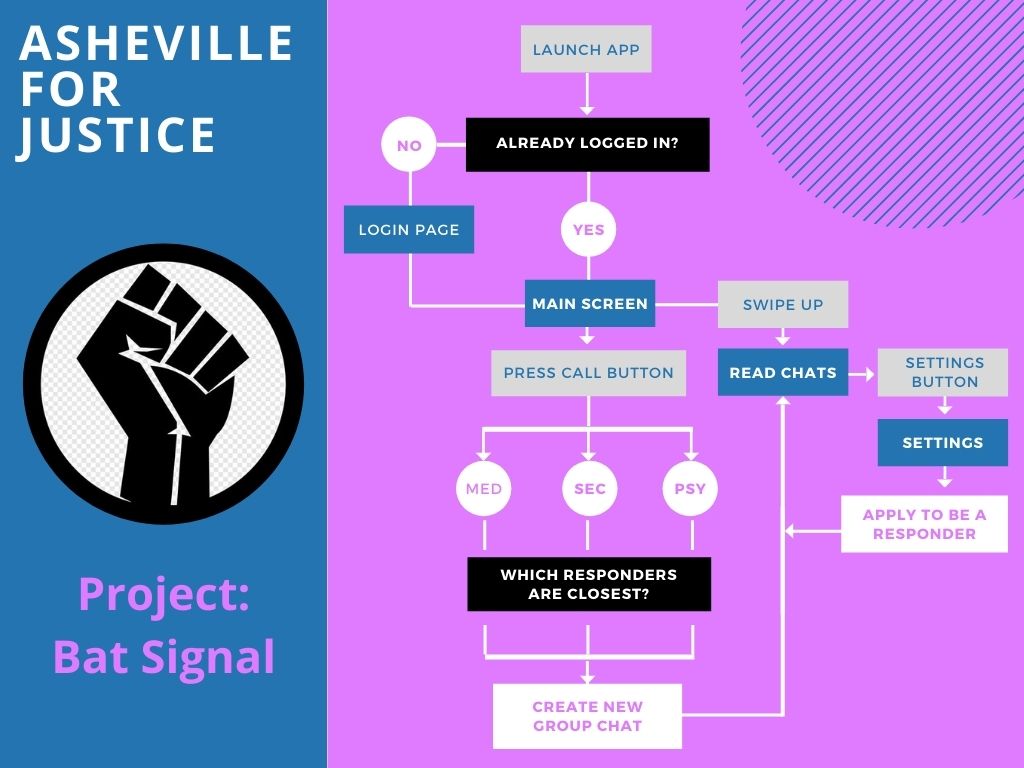 ASHEVILLE
FOR
JUSTICE
Project:
Bat Signal
LAUNCH APP
ALREADY LOGGED IN?
NO
LOGIN PAGE
YES
MAIN SCREEN
SWIPE UP
PRESS CALL BUTTON
READ CHATS
SETTINGS
BUTTON
SETTINGS
MED
SEC
PSY
APPLY TO BE A
RESPONDER
WHICH RESPONDERS
ARE CLOSEST?
CREATE NEW
GROUP CHAT